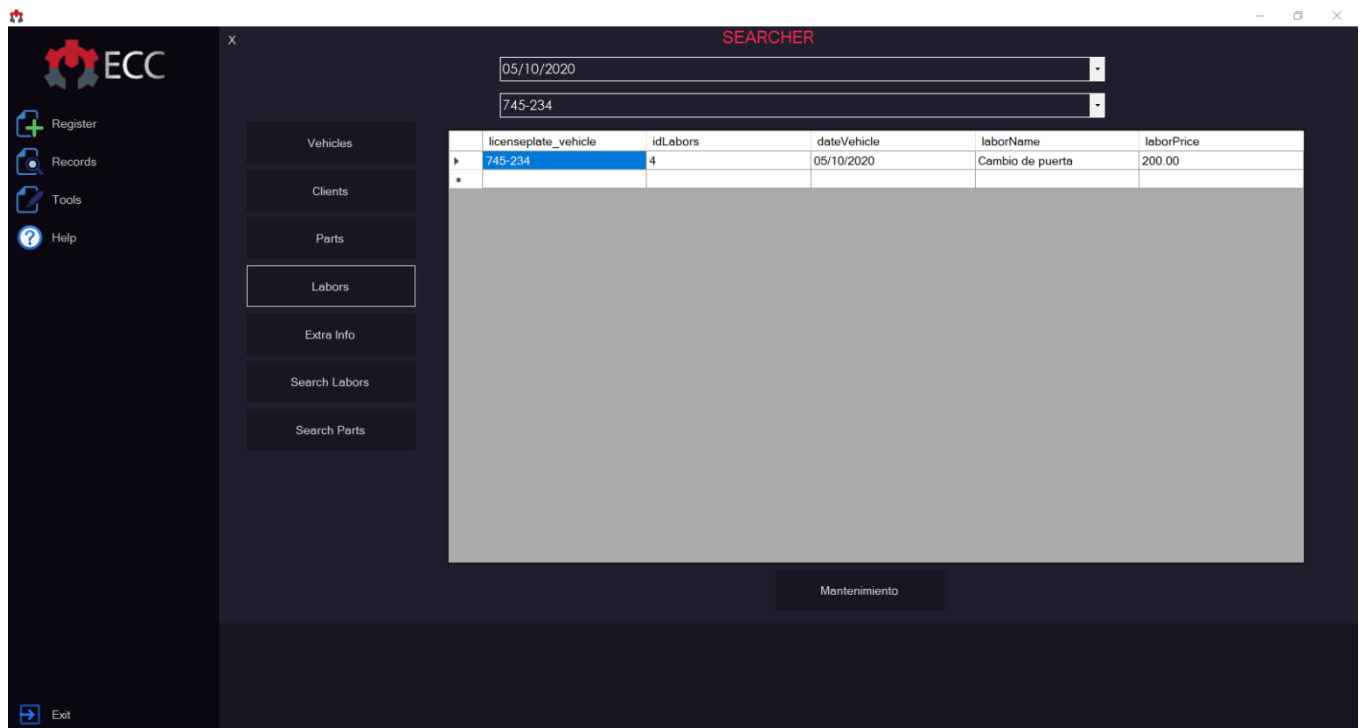 ECC
Register
Records
Tools
Help
Exit
X
SEARCHER
05/10/2020
745-234
Vehicles
Clients
Parts
Labors
Extra Info
Search Labors
Search Parts
licenseplate_vehicle idLabors dateVehicle laborName laborPrice
745-234 4 05/10/2020 Cambio de puerta 200.00
Mantenimiento